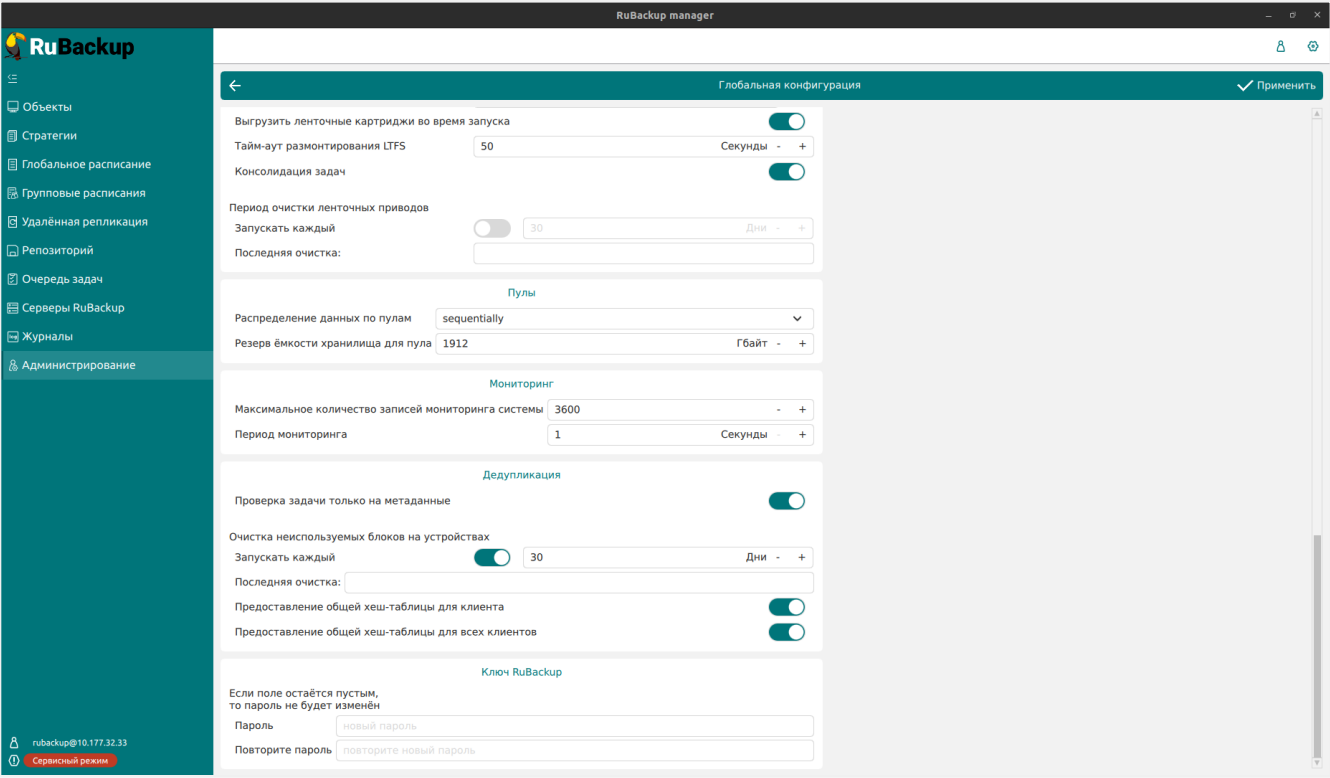 RuBackup manager
RuBackup
Объекты
Стратегии
Глобальное расписание
Групповые расписания
Удалённая репликация
Репозиторий
Очередь задач
Серверы RuBackup
Журналы
Администрирование
rubackup@10.177.32.33
Сервисный режим
Глобальная конфигурация
Применить
Выгрузить ленточные картриджи во время запуска
Тайм-аут размонтирования LTFS 50 Секунды - +
Консолидация задач
Период очистки ленточных приводов
Запускать каждый 30 Дни - +
Последняя очистка:
Пулы
Распределение данных по пулам sequentially
Резерв ёмкости хранилища для пула 1912 Гбайт - +
Мониторинг
Максимальное количество записей мониторинга системы 3600 - +
Период мониторинга 1 Секунды - +
Дедупликация
Проверка задачи только на метаданные
Очистка неиспользуемых блоков на устройствах
Запускать каждый 30 Дни - +
Последняя очистка:
Предоставление общей хеш-таблицы для клиента
Предоставление общей хеш-таблицы для всех клиентов
Ключ RuBackup
Если поле остаётся пустым,
то пароль не будет изменён
Пароль новый пароль
Повторите пароль повторите новый пароль